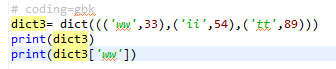 # coding=gbk
dict3= dict((('ww',33),('ii',54),('tt',89)))
print(dict3)
print(dict3['ww'])